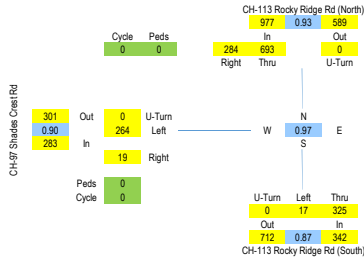 CH-113 Rocky Ridge Rd (North)
977 0.93 589
Cycle Peds In Out
0 0 284 693 0
Right Thru U-Turn
CH-97 Shades Crest Rd
301 Out 0 U-Turn N
0.90 264 Left W 0.97 E
283 In S
19 Right
Peds 0
Cycle 0
U-Turn Left Thru
0 17 325
Out In
712 0.87 342
CH-113 Rocky Ridge Rd (South)